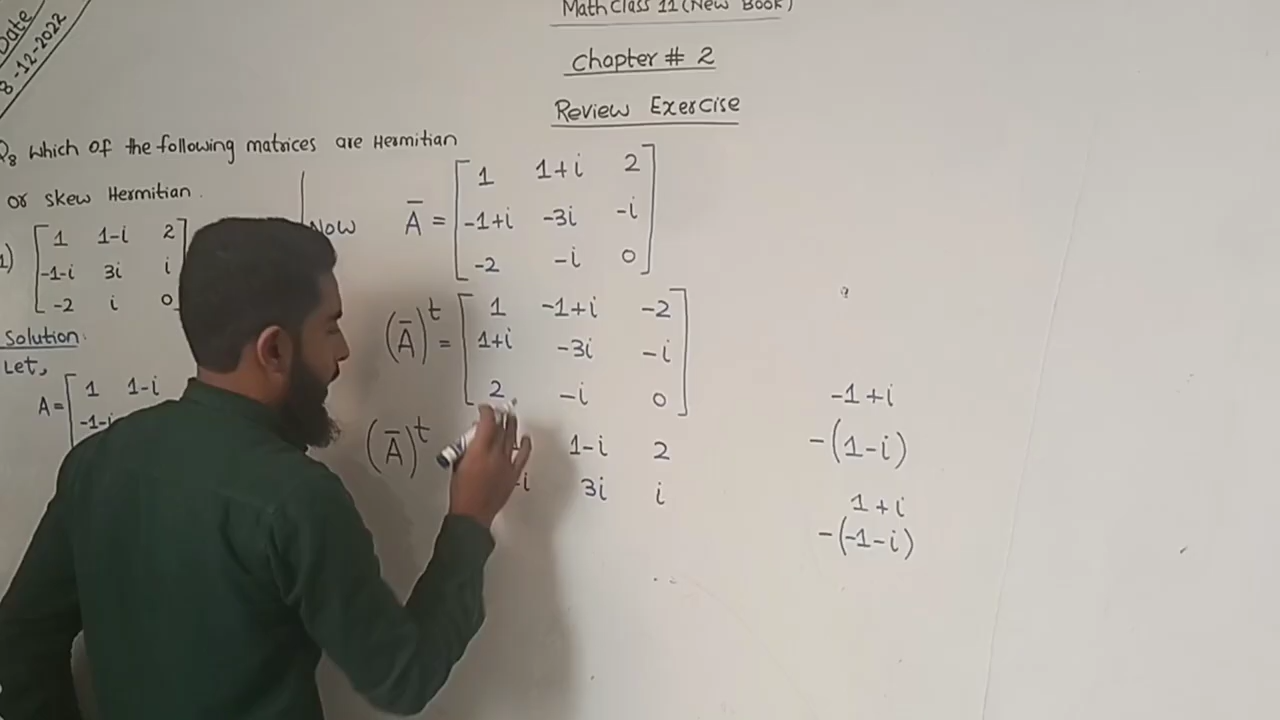 Date
8-12-2022
Math Class 11 (New Book)
Chapter # 2
Review Exercise
Q8 Which of the following matrices are Hermitian
or skew Hermitian.
1) [ 1 1-i 2
-1-i 3i i
-2 i 0 ]
Solution:
Let,
A = [ 1 1-i
-1-i
Now Ā = [ 1 1+i 2
-1+i -3i -i
-2 -i 0 ]
(Ā)^t = [ 1 -1+i -2
1+i -3i -i
2 -i 0 ]
(Ā)^t 1-i 2
-i 3i i
-1+i
-(1-i)
1+i
-(-1-i)